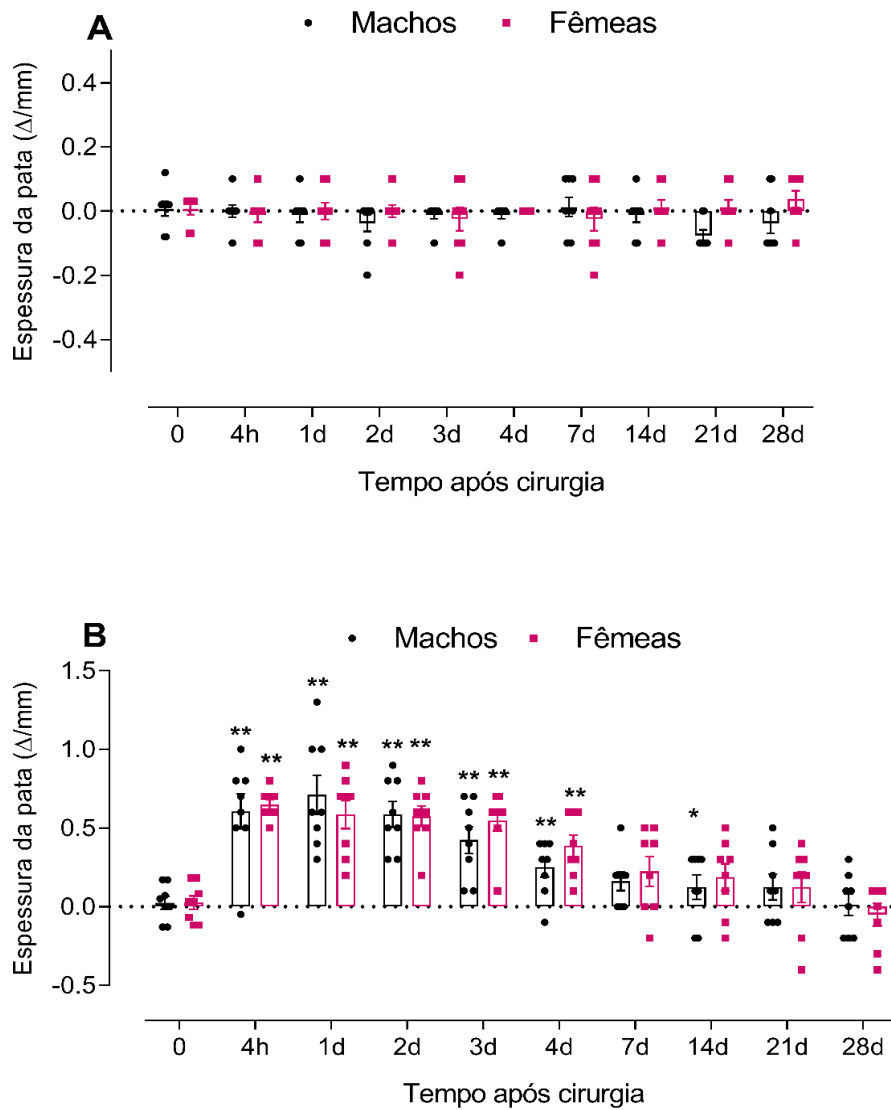 A
Machos Fêmeas
Espessura da pata (Δ/mm)
0.4
0.2
0.0
-0.2
-0.4
0 4h 1d 2d 3d 4d 7d 14d 21d 28d
Tempo após cirurgia
B
Machos Fêmeas
Espessura da pata (Δ/mm)
1.5
1.0
0.5
0.0
-0.5
** ** ** ** ** ** ** ** ** ** *
0 4h 1d 2d 3d 4d 7d 14d 21d 28d
Tempo após cirurgia